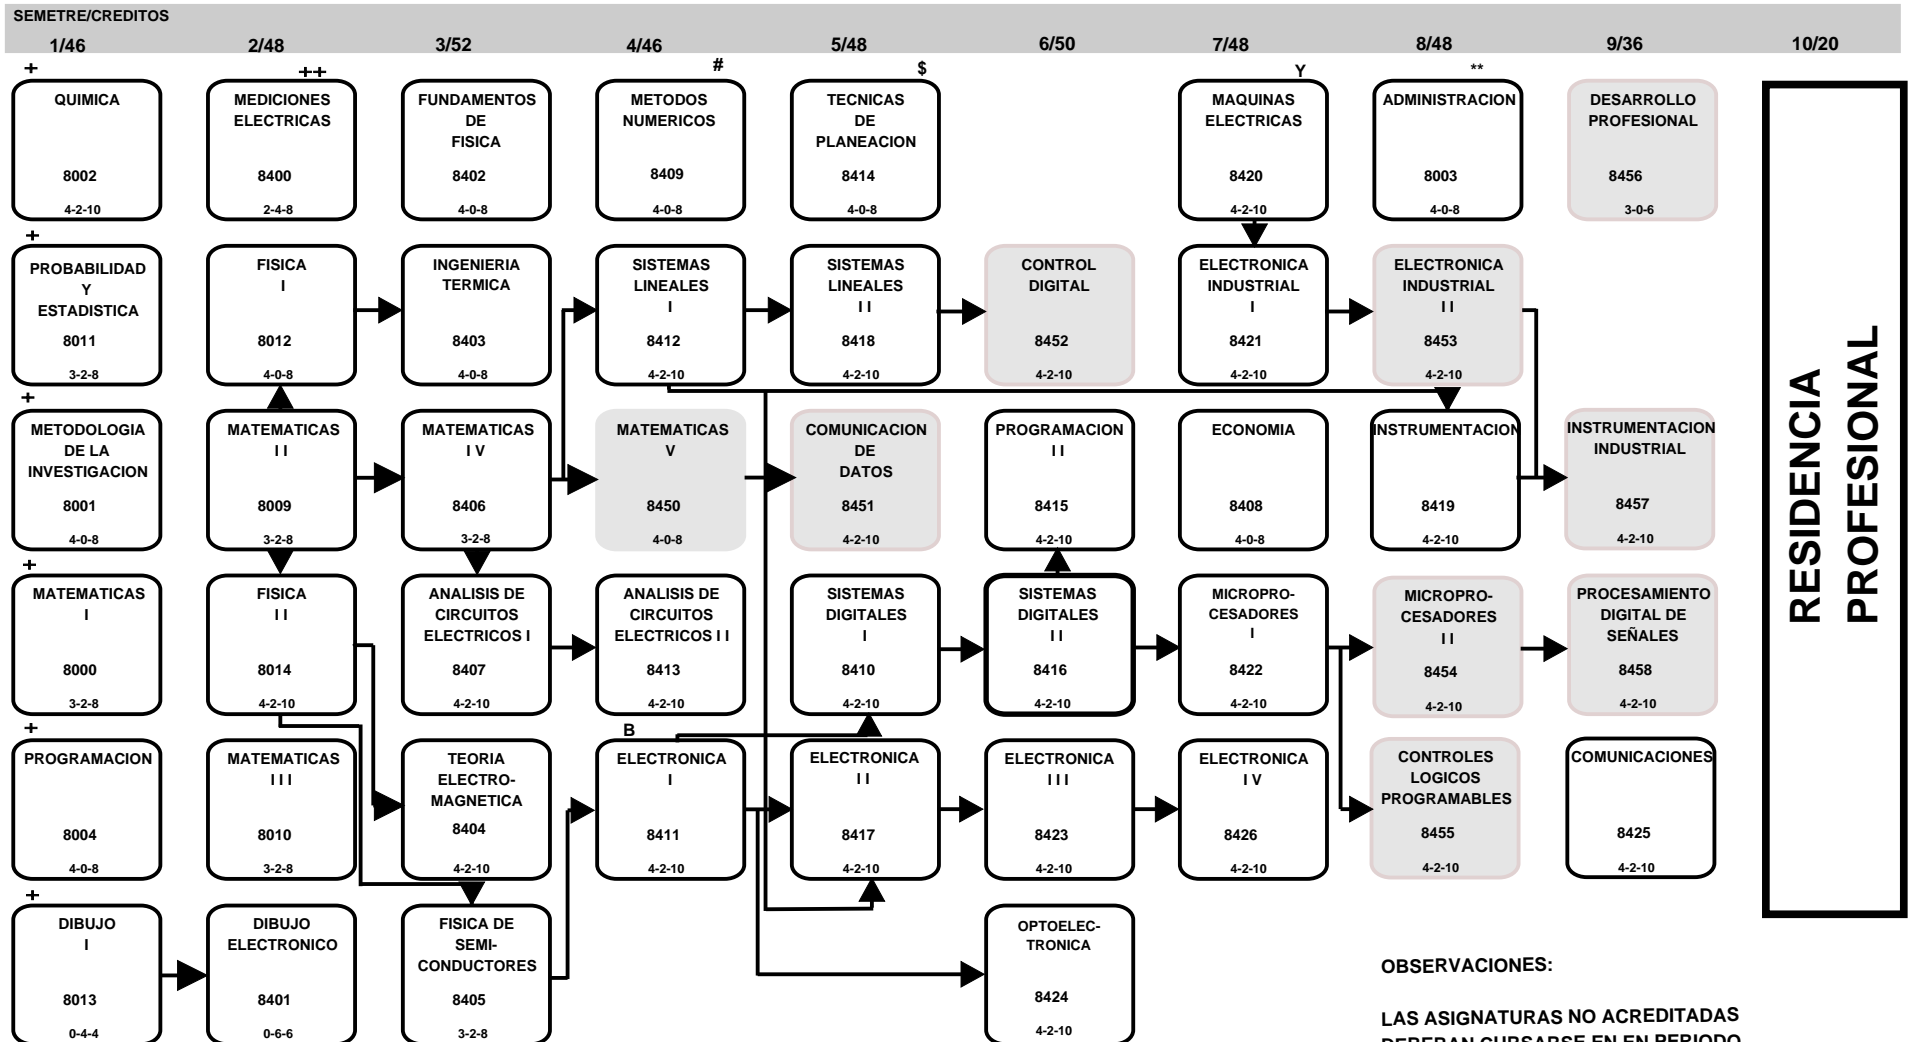 SEMETRE/CREDITOS
1/46 2/48 3/52 4/46 5/48 6/50 7/48 8/48 9/36 10/20
+
QUIMICA
8002
4-2-10
+
PROBABILIDAD
Y
ESTADISTICA
8011
3-2-8
+
METODOLOGIA
DE LA
INVESTIGACION
8001
4-0-8
+
MATEMATICAS
I
8000
3-2-8
+
PROGRAMACION
8004
4-0-8
+
DIBUJO
I
8013
0-4-4
++
MEDICIONES
ELECTRICAS
8400
2-4-8
FISICA
I
8012
4-0-8
MATEMATICAS
I I
8009
3-2-8
FISICA
I I
8014
4-2-10
MATEMATICAS
I I I
8010
3-2-8
DIBUJO
ELECTRONICO
8401
0-6-6
FUNDAMENTOS
DE
FISICA
8402
4-0-8
INGENIERIA
TERMICA
8403
4-0-8
MATEMATICAS
I V
8406
3-2-8
ANALISIS DE
CIRCUITOS
ELECTRICOS I
8407
4-2-10
TEORIA
ELECTRO-
MAGNETICA
8404
4-2-10
FISICA DE
SEMI-
CONDUCTORES
8405
3-2-8
#
METODOS
NUMERICOS
8409
4-0-8
SISTEMAS
LINEALES
I
8412
4-2-10
MATEMATICAS
V
8450
4-0-8
ANALISIS DE
CIRCUITOS
ELECTRICOS I I
8413
4-2-10
B
ELECTRONICA
I
8411
4-2-10
$
TECNICAS
DE
PLANEACION
8414
4-0-8
SISTEMAS
LINEALES
I I
8418
4-2-10
COMUNICACION
DE
DATOS
8451
4-2-10
SISTEMAS
DIGITALES
I
8410
4-2-10
ELECTRONICA
I I
8417
4-2-10
CONTROL
DIGITAL
8452
4-2-10
PROGRAMACION
I I
8415
4-2-10
SISTEMAS
DIGITALES
I I
8416
4-2-10
ELECTRONICA
I I I
8423
4-2-10
OPTOELEC-
TRONICA
8424
4-2-10
Y
MAQUINAS
ELECTRICAS
8420
4-2-10
ELECTRONICA
INDUSTRIAL
I
8421
4-2-10
ECONOMIA
8408
4-0-8
MICROPRO-
CESADORES
I
8422
4-2-10
ELECTRONICA
I V
8426
4-2-10
**
ADMINISTRACION
8003
4-0-8
ELECTRONICA
INDUSTRIAL
I I
8453
4-2-10
INSTRUMENTACION
8419
4-2-10
MICROPRO-
CESADORES
I I
8454
4-2-10
CONTROLES
LOGICOS
PROGRAMABLES
8455
4-2-10
DESARROLLO
PROFESIONAL
8456
3-0-6
INSTRUMENTACION
INDUSTRIAL
8457
4-2-10
PROCESAMIENTO
DIGITAL DE
SEÑALES
8458
4-2-10
COMUNICACIONES
8425
4-2-10
RESIDENCIA
PROFESIONAL
OBSERVACIONES:
LAS ASIGNATURAS NO ACREDITADAS
DEBERAN CURSARSE EN EN PERIODO